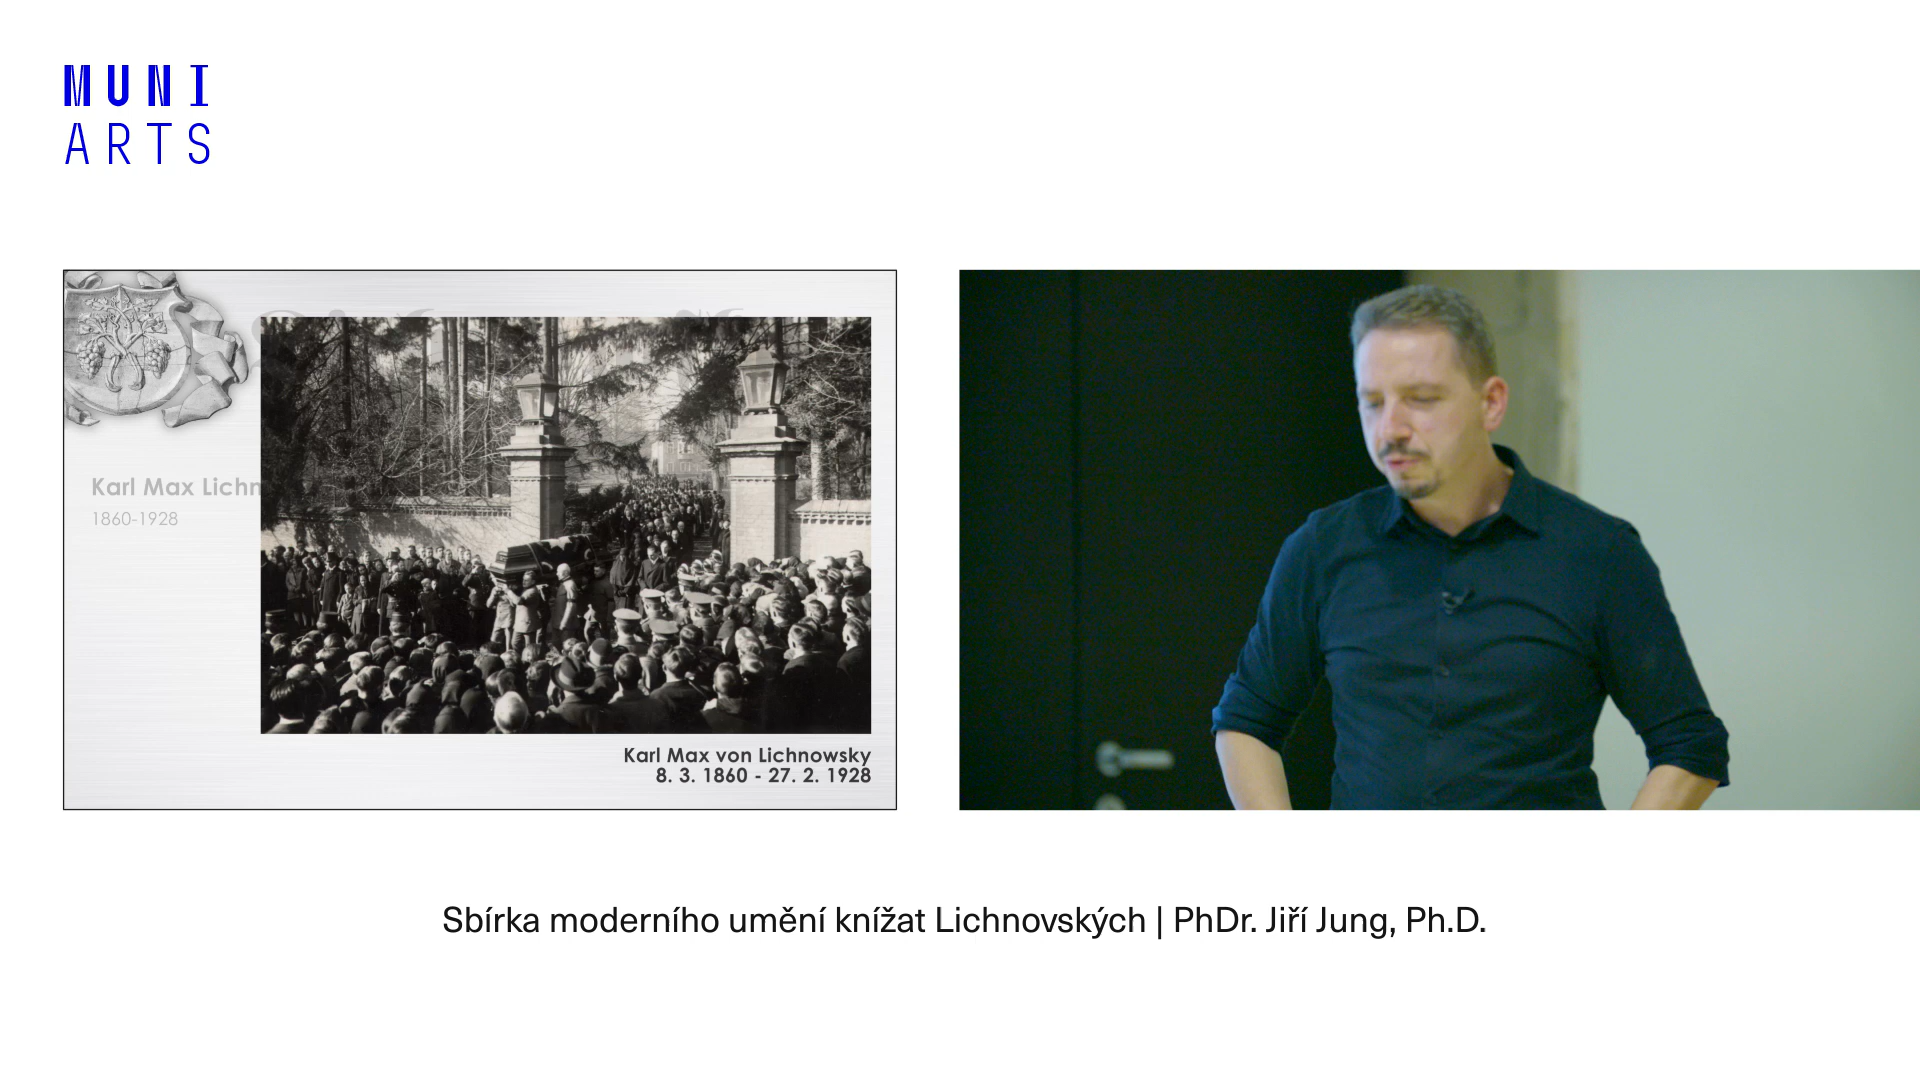 MUNI
ARTS
Karl Max Lichn
1860-1928
Karl Max von Lichnowsky
8. 3. 1860 - 27. 2. 1928
Sbírka moderního umění knížat Lichnovských | PhDr. Jiří Jung, Ph.D.